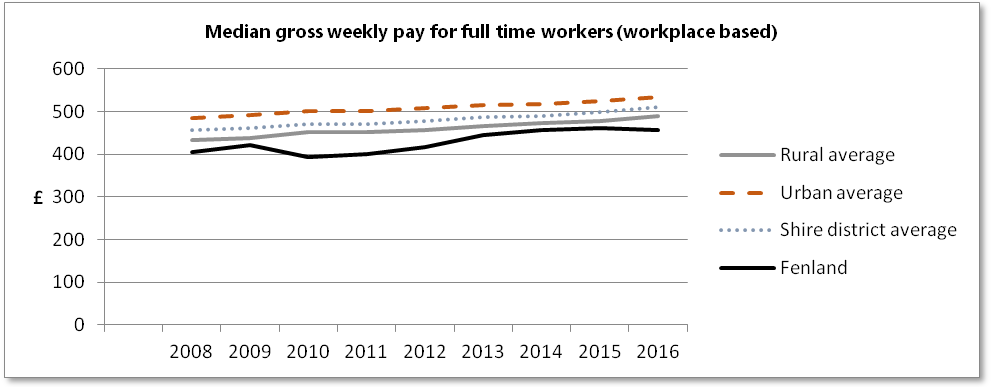 Median gross weekly pay for full time workers (workplace based)
600
500
400
300
200
100
0
£
2008 2009 2010 2011 2012 2013 2014 2015 2016
Rural average
Urban average
Shire district average
Fenland